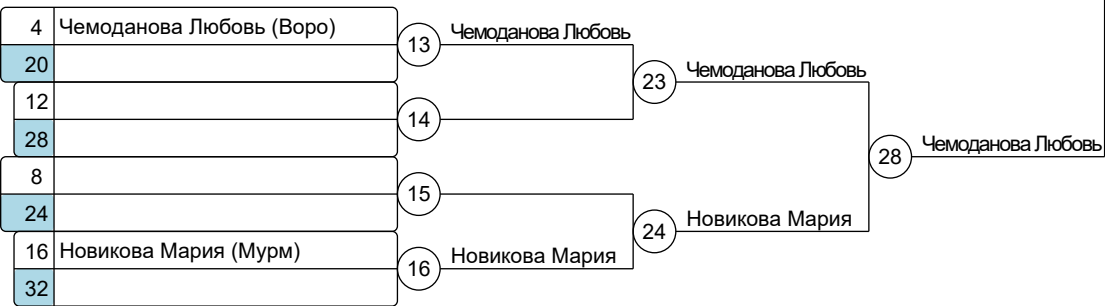 4 Чемоданова Любовь (Воро)
20
12
28
8
24
16 Новикова Мария (Мурм)
32
13
Чемоданова Любовь
14
15
16
Новикова Мария
23
Чемоданова Любовь
24
Новикова Мария
28
Чемоданова Любовь